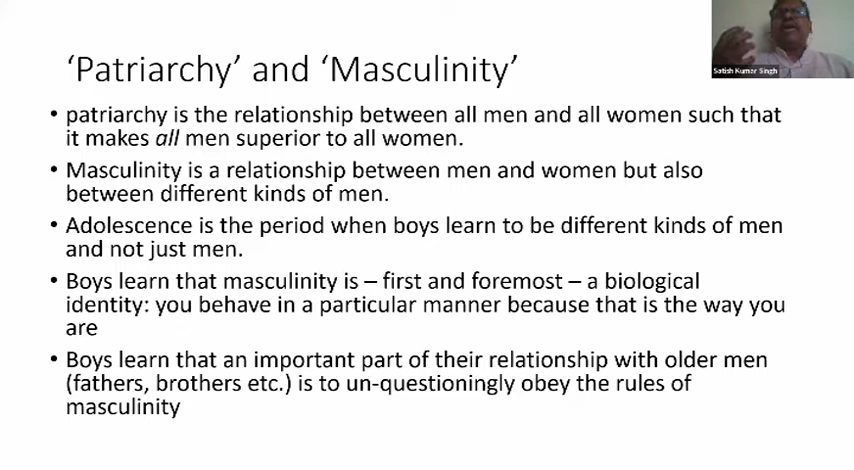 ‘Patriarchy’ and ‘Masculinity’
Satish Kumar Singh
• patriarchy is the relationship between all men and all women such that
it makes all men superior to all women.
• Masculinity is a relationship between men and women but also
between different kinds of men.
• Adolescence is the period when boys learn to be different kinds of men
and not just men.
• Boys learn that masculinity is – first and foremost – a biological
identity: you behave in a particular manner because that is the way you
are
• Boys learn that an important part of their relationship with older men
(fathers, brothers etc.) is to un-questioningly obey the rules of
masculinity